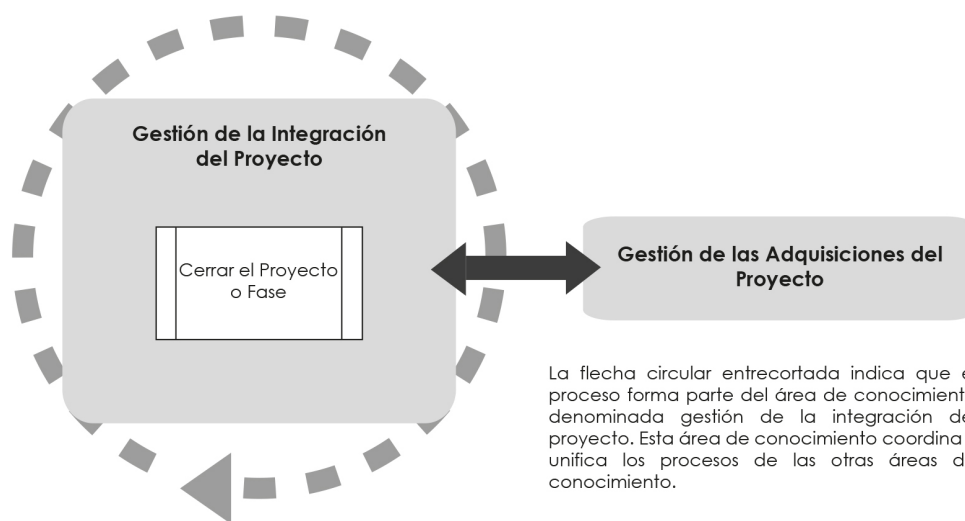 Gestión de la Integración
del Proyecto
Cerrar el Proyecto
o Fase
Gestión de las Adquisiciones del
Proyecto
La flecha circular entrecortada indica que e
proceso forma parte del área de conocimient
denominada gestión de la integración de
proyecto. Esta área de conocimiento coordina
unifica los procesos de las otras áreas d
conocimiento.